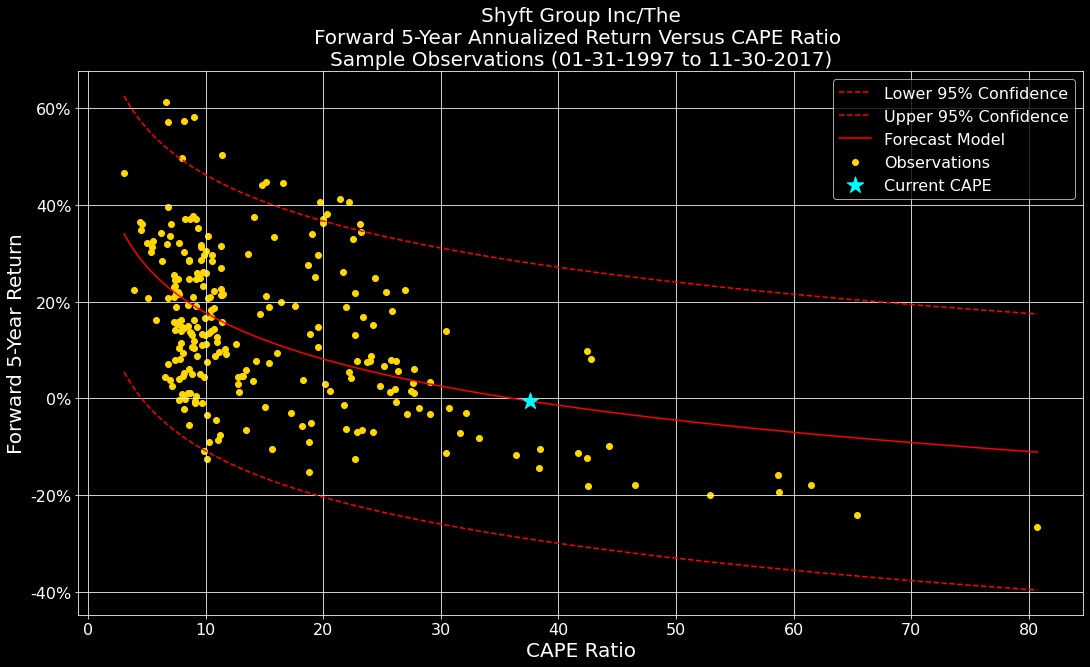 Shyft Group Inc/The
Forward 5-Year Annualized Return Versus CAPE Ratio
Sample Observations (01-31-1997 to 11-30-2017)
Lower 95% Confidence
Upper 95% Confidence
Forecast Model
Observations
Current CAPE
Forward 5-Year Return
60%
40%
20%
0%
-20%
-40%
0 10 20 30 40 50 60 70 80
CAPE Ratio